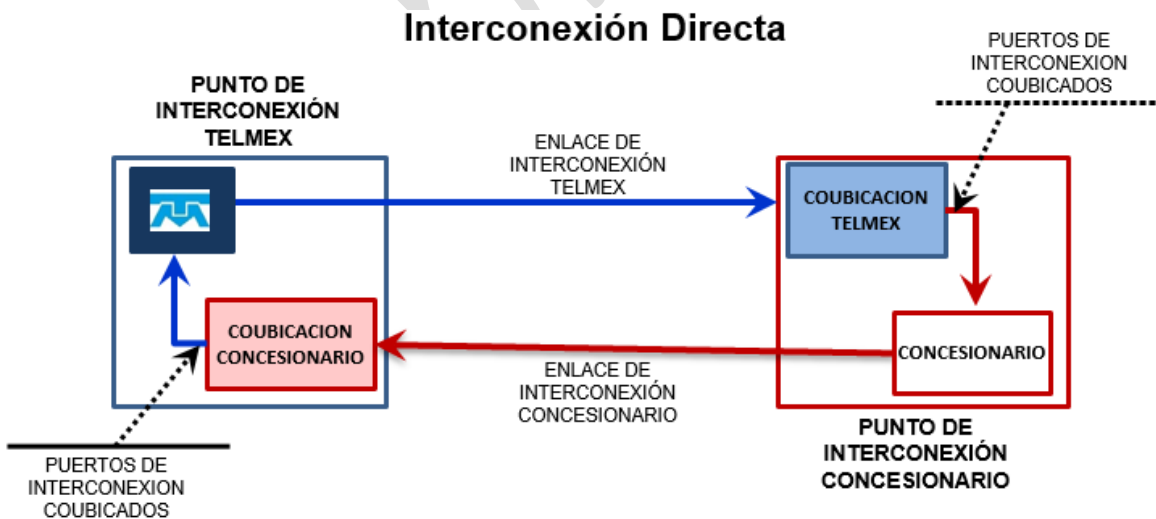 Interconexión Directa
PUERTOS DE
INTERCONEXION
COUBICADOS
PUNTO DE
INTERCONEXIÓN
TELMEX
ENLACE DE
INTERCONEXIÓN
TELMEX
COUBICACION
TELMEX
COUBICACION
CONCESIONARIO
CONCESIONARIO
ENLACE DE
INTERCONEXIÓN
CONCESIONARIO
PUNTO DE
INTERCONEXIÓN
CONCESIONARIO
PUERTOS DE
INTERCONEXION
COUBICADOS